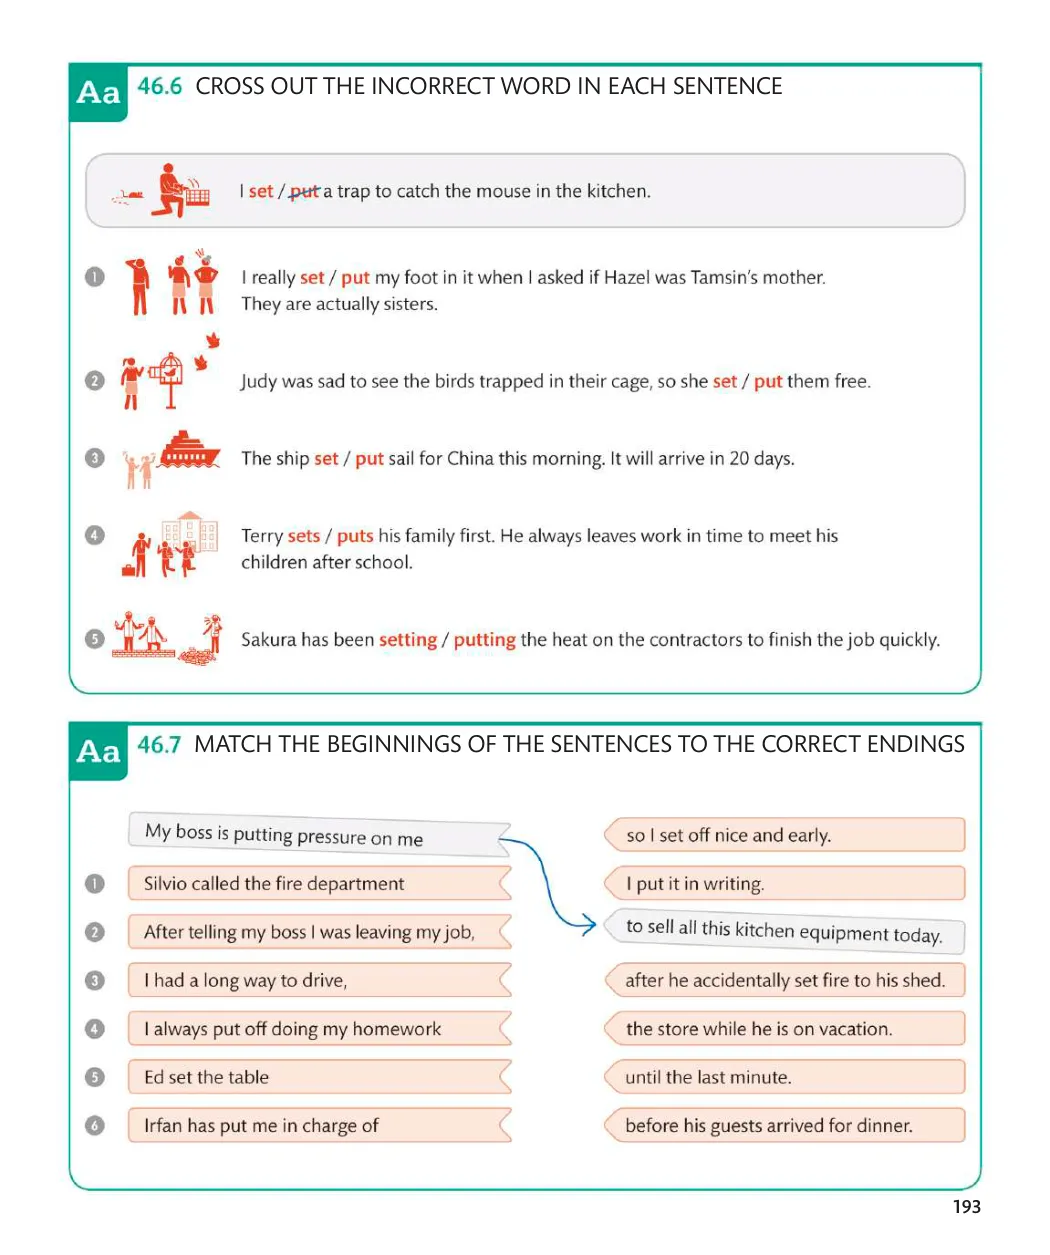 Aa 46.6 CROSS OUT THE INCORRECT WORD IN EACH SENTENCE
I set / put a trap to catch the mouse in the kitchen.
1 I really set / put my foot in it when I asked if Hazel was Tamsin's mother.
They are actually sisters.
2 Judy was sad to see the birds trapped in their cage, so she set / put them free.
3 The ship set / put sail for China this morning. It will arrive in 20 days.
4 Terry sets / puts his family first. He always leaves work in time to meet his
children after school.
5 Sakura has been setting / putting the heat on the contractors to finish the job quickly.
Aa 46.7 MATCH THE BEGINNINGS OF THE SENTENCES TO THE CORRECT ENDINGS
My boss is putting pressure on me
so I set off nice and early.
1 Silvio called the fire department
I put it in writing.
2 After telling my boss I was leaving my job,
to sell all this kitchen equipment today.
3 I had a long way to drive,
after he accidentally set fire to his shed.
4 I always put off doing my homework
the store while he is on vacation.
5 Ed set the table
until the last minute.
6 Irfan has put me in charge of
before his guests arrived for dinner.
193